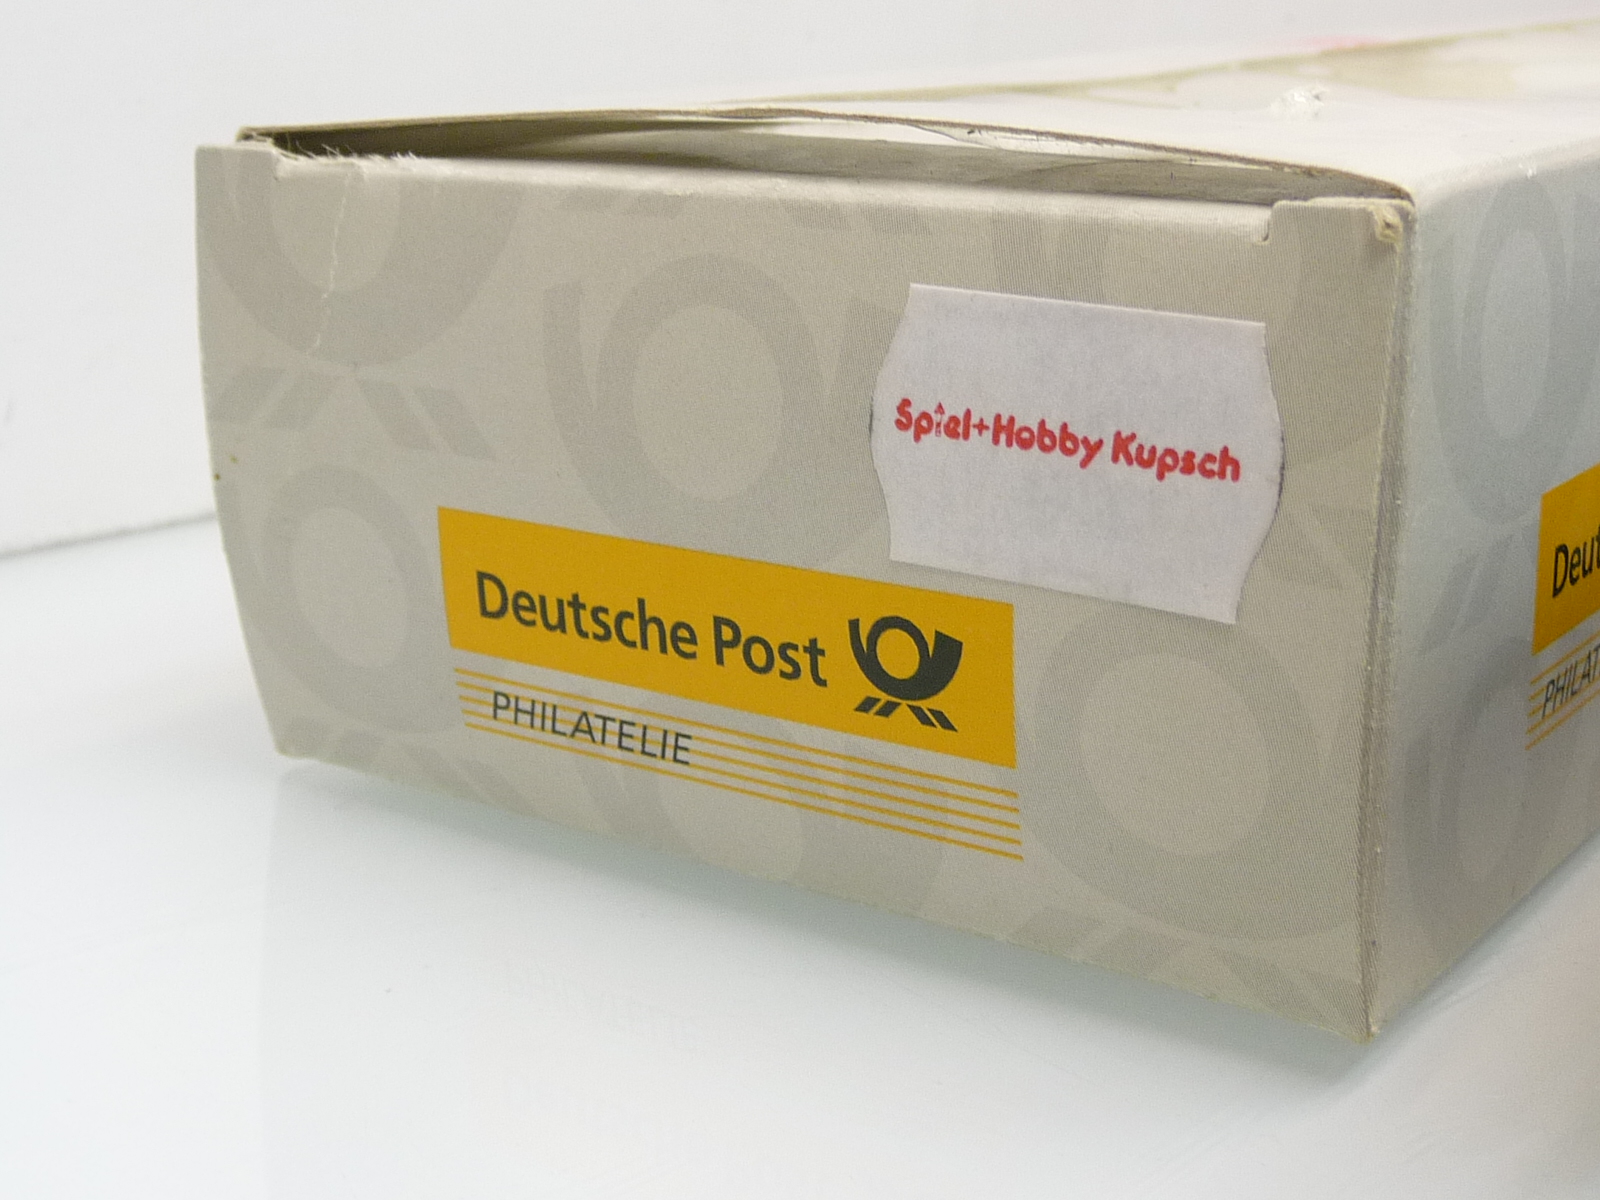 Spiel+Hobby Kupsch
Deutsche Post
PHILATELIE